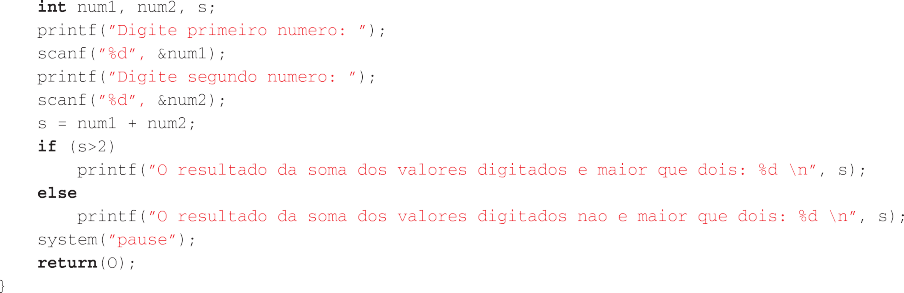 int num1, num2, s;
printf("Digite primeiro numero: ");
scanf("%d", &num1);
printf("Digite segundo numero: ");
scanf("%d", &num2);
s = num1 + num2;
if (s>2)
printf("O resultado da soma dos valores digitados e maior que dois: %d \n", s);
else
printf("O resultado da soma dos valores digitados nao e maior que dois: %d \n", s);
system("pause");
return(O);
}